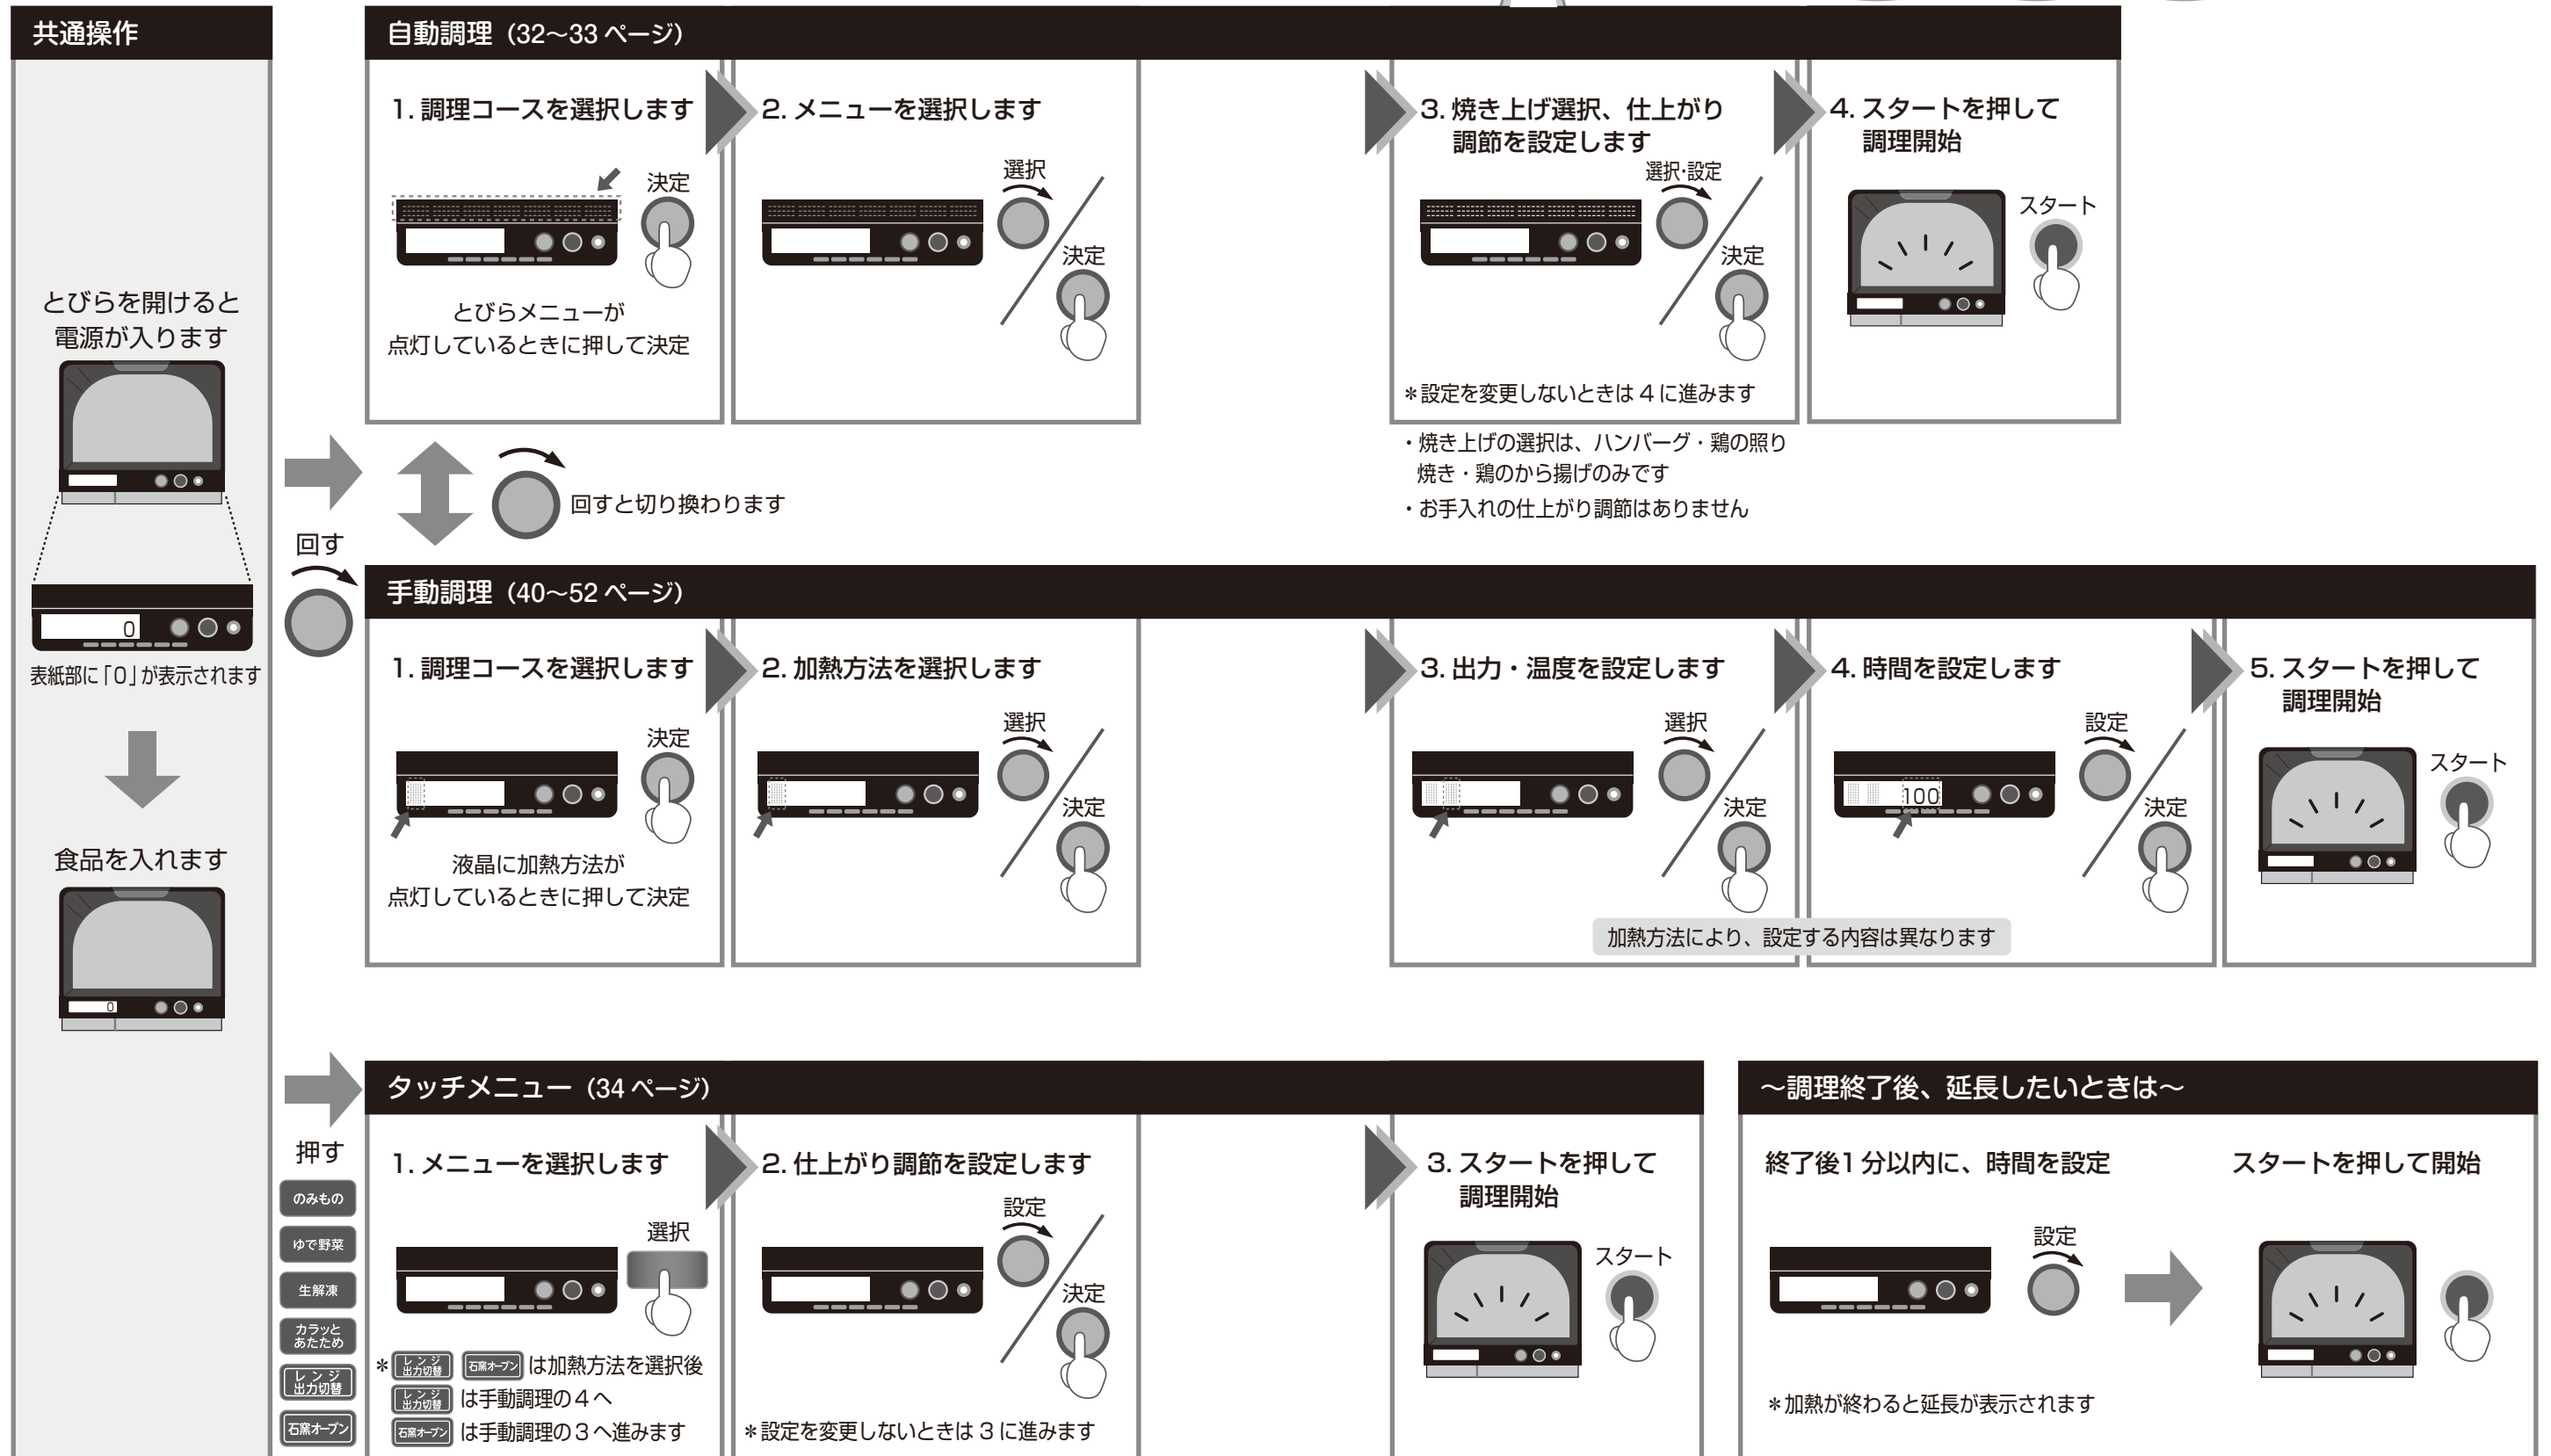 共通操作
とびらを開けると
電源が入ります
0
表紙部に「0」が表示されます
食品を入れます
0
回す
自動調理（32～33 ページ）
1. 調理コースを選択します
決定
とびらメニューが
点灯しているときに押して決定
2. メニューを選択します
選択
決定
3. 焼き上げ選択、仕上がり
調節を設定します
選択・設定
決定
＊設定を変更しないときは 4 に進みます
4. スタートを押して
調理開始
スタート
・焼き上げの選択は、ハンバーグ・鶏の照り
焼き・鶏のから揚げのみです
・お手入れの仕上がり調節はありません
回すと切り換わります
手動調理（40～52 ページ）
1. 調理コースを選択します
決定
液晶に加熱方法が
点灯しているときに押して決定
2. 加熱方法を選択します
選択
決定
3. 出力・温度を設定します
選択
決定
4. 時間を設定します
設定
100
決定
加熱方法により、設定する内容は異なります
5. スタートを押して
調理開始
スタート
押す
のみもの
ゆで野菜
生解凍
カラッと
あたため
レンジ
出力切替
石窯オーブン
タッチメニュー（34 ページ）
1. メニューを選択します
選択
＊レンジ出力切替 石窯オーブン は加熱方法を選択後
レンジ出力切替 は手動調理の4へ
石窯オーブン は手動調理の3へ進みます
2. 仕上がり調節を設定します
設定
決定
＊設定を変更しないときは 3 に進みます
3. スタートを押して
調理開始
スタート
～調理終了後、延長したいときは～
終了後1分以内に、時間を設定
設定
＊加熱が終わると延長が表示されます
スタートを押して開始